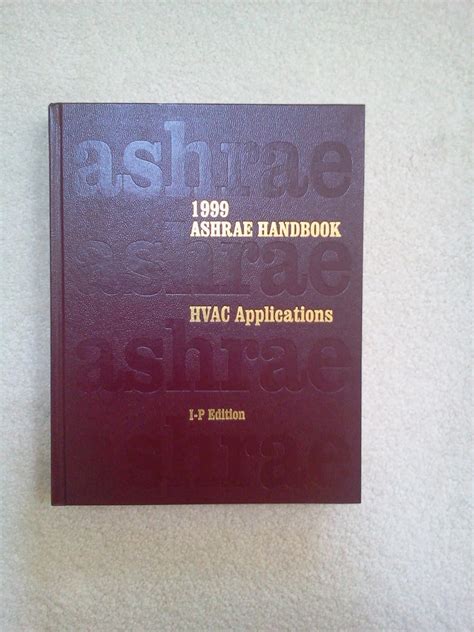 ashrae
1999
ASHRAE HANDBOOK
ashrae
HVAC Applications
ashrae
I-P Edition
ashrae